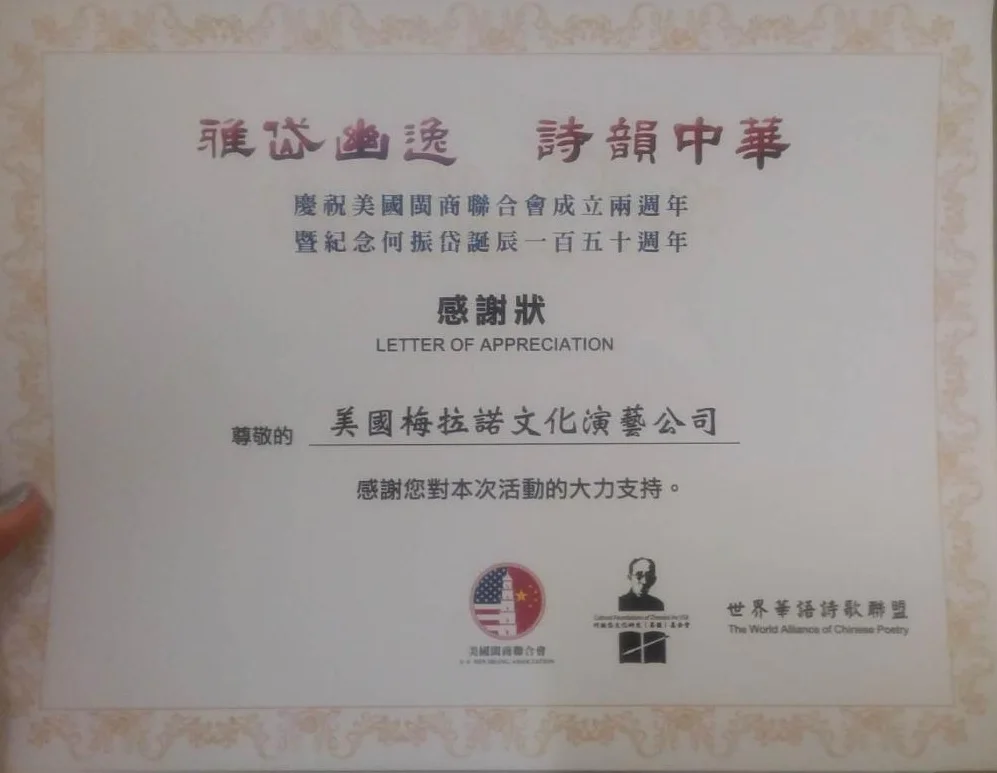 雅岱幽逸　詩韻中華
慶祝美國閩商聯合會成立兩週年
暨紀念何振岱誕辰一百五十週年
感謝狀
LETTER OF APPRECIATION
尊敬的 美國梅拉諾文化演藝公司
感謝您對本次活動的大力支持。
美國閩商聯合會
世界華語詩歌聯盟
The World Alliance of Chinese Poetry